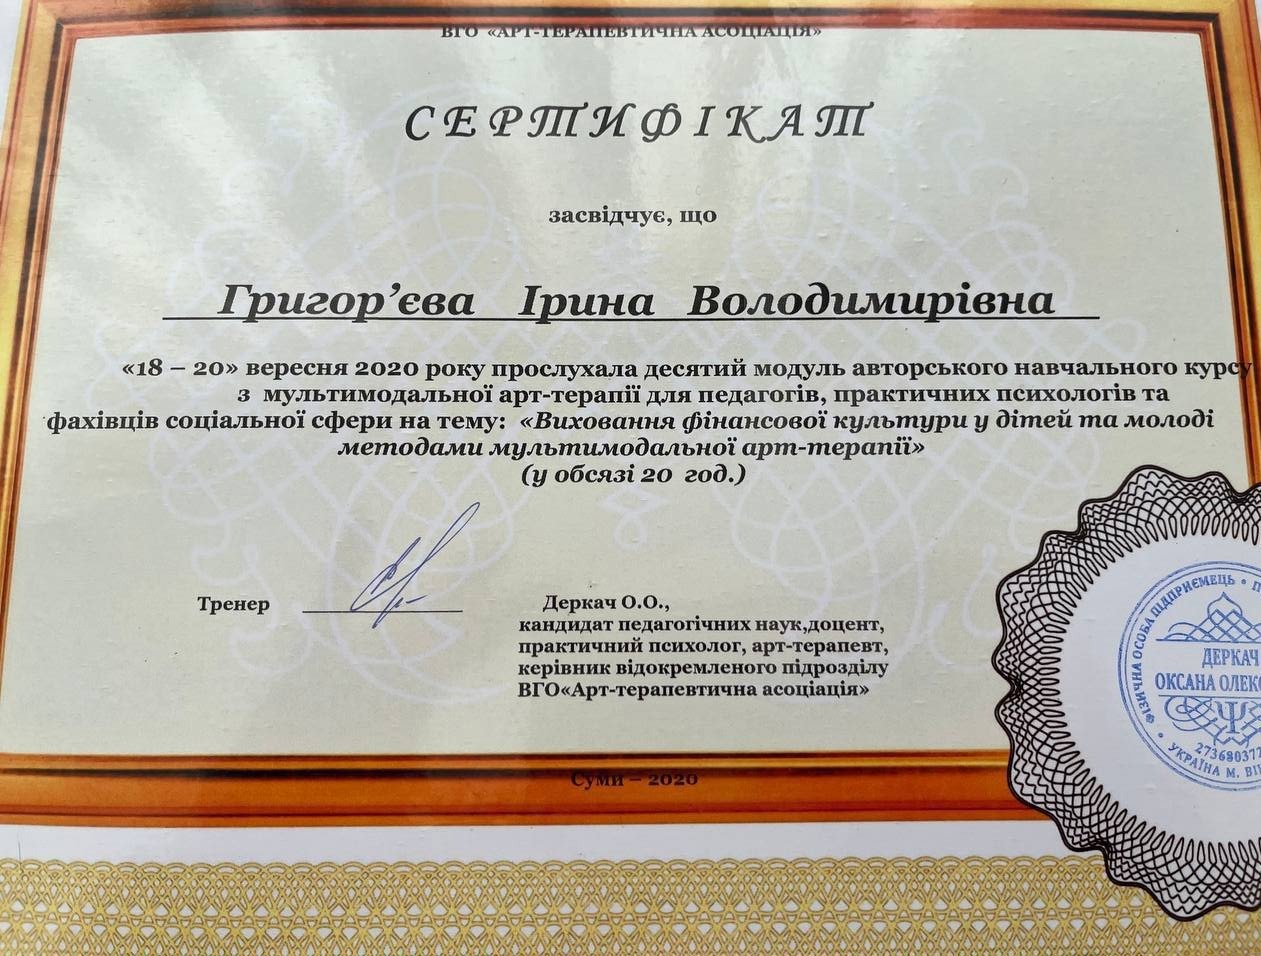 ВГО «АРТ-ТЕРАПЕВТИЧНА АСОЦІАЦІЯ»
СЕРТИФІКАТ
засвідчує, що
Григор’єва Ірина Володимирівна
«18 – 20» вересня 2020 року прослухала десятий модуль авторського навчального курсу
з мультимодальної арт-терапії для педагогів, практичних психологів та
фахівців соціальної сфери на тему: «Виховання фінансової культури у дітей та молоді
методами мультимодальної арт-терапії»
(у обсязі 20 год.)
Тренер
Деркач О.О.,
кандидат педагогічних наук,доцент,
практичний психолог, арт-терапевт,
керівник відокремленого підрозділу
ВГО«Арт-терапевтична асоціація»
ФІЗИЧНА ОСОБА ПІДПРИЄМЕЦЬ
ДЕРКАЧ
ОКСАНА
УКРАЇНА М.
Суми – 2020